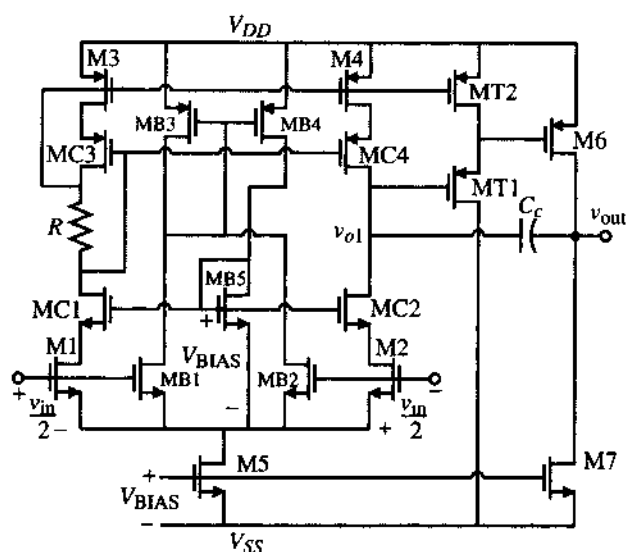 V_DD
M3
M4
MB3
MB4
MT2
MC3
MC4
M6
MT1
R
C_c
v_out
v_o1
MB5
MC1
+
MC2
M1
V_BIAS
M2
MB1
MB2
+
v_in/2
−
−
+
v_in/2
−
M5
M7
+
V_BIAS
−
V_SS